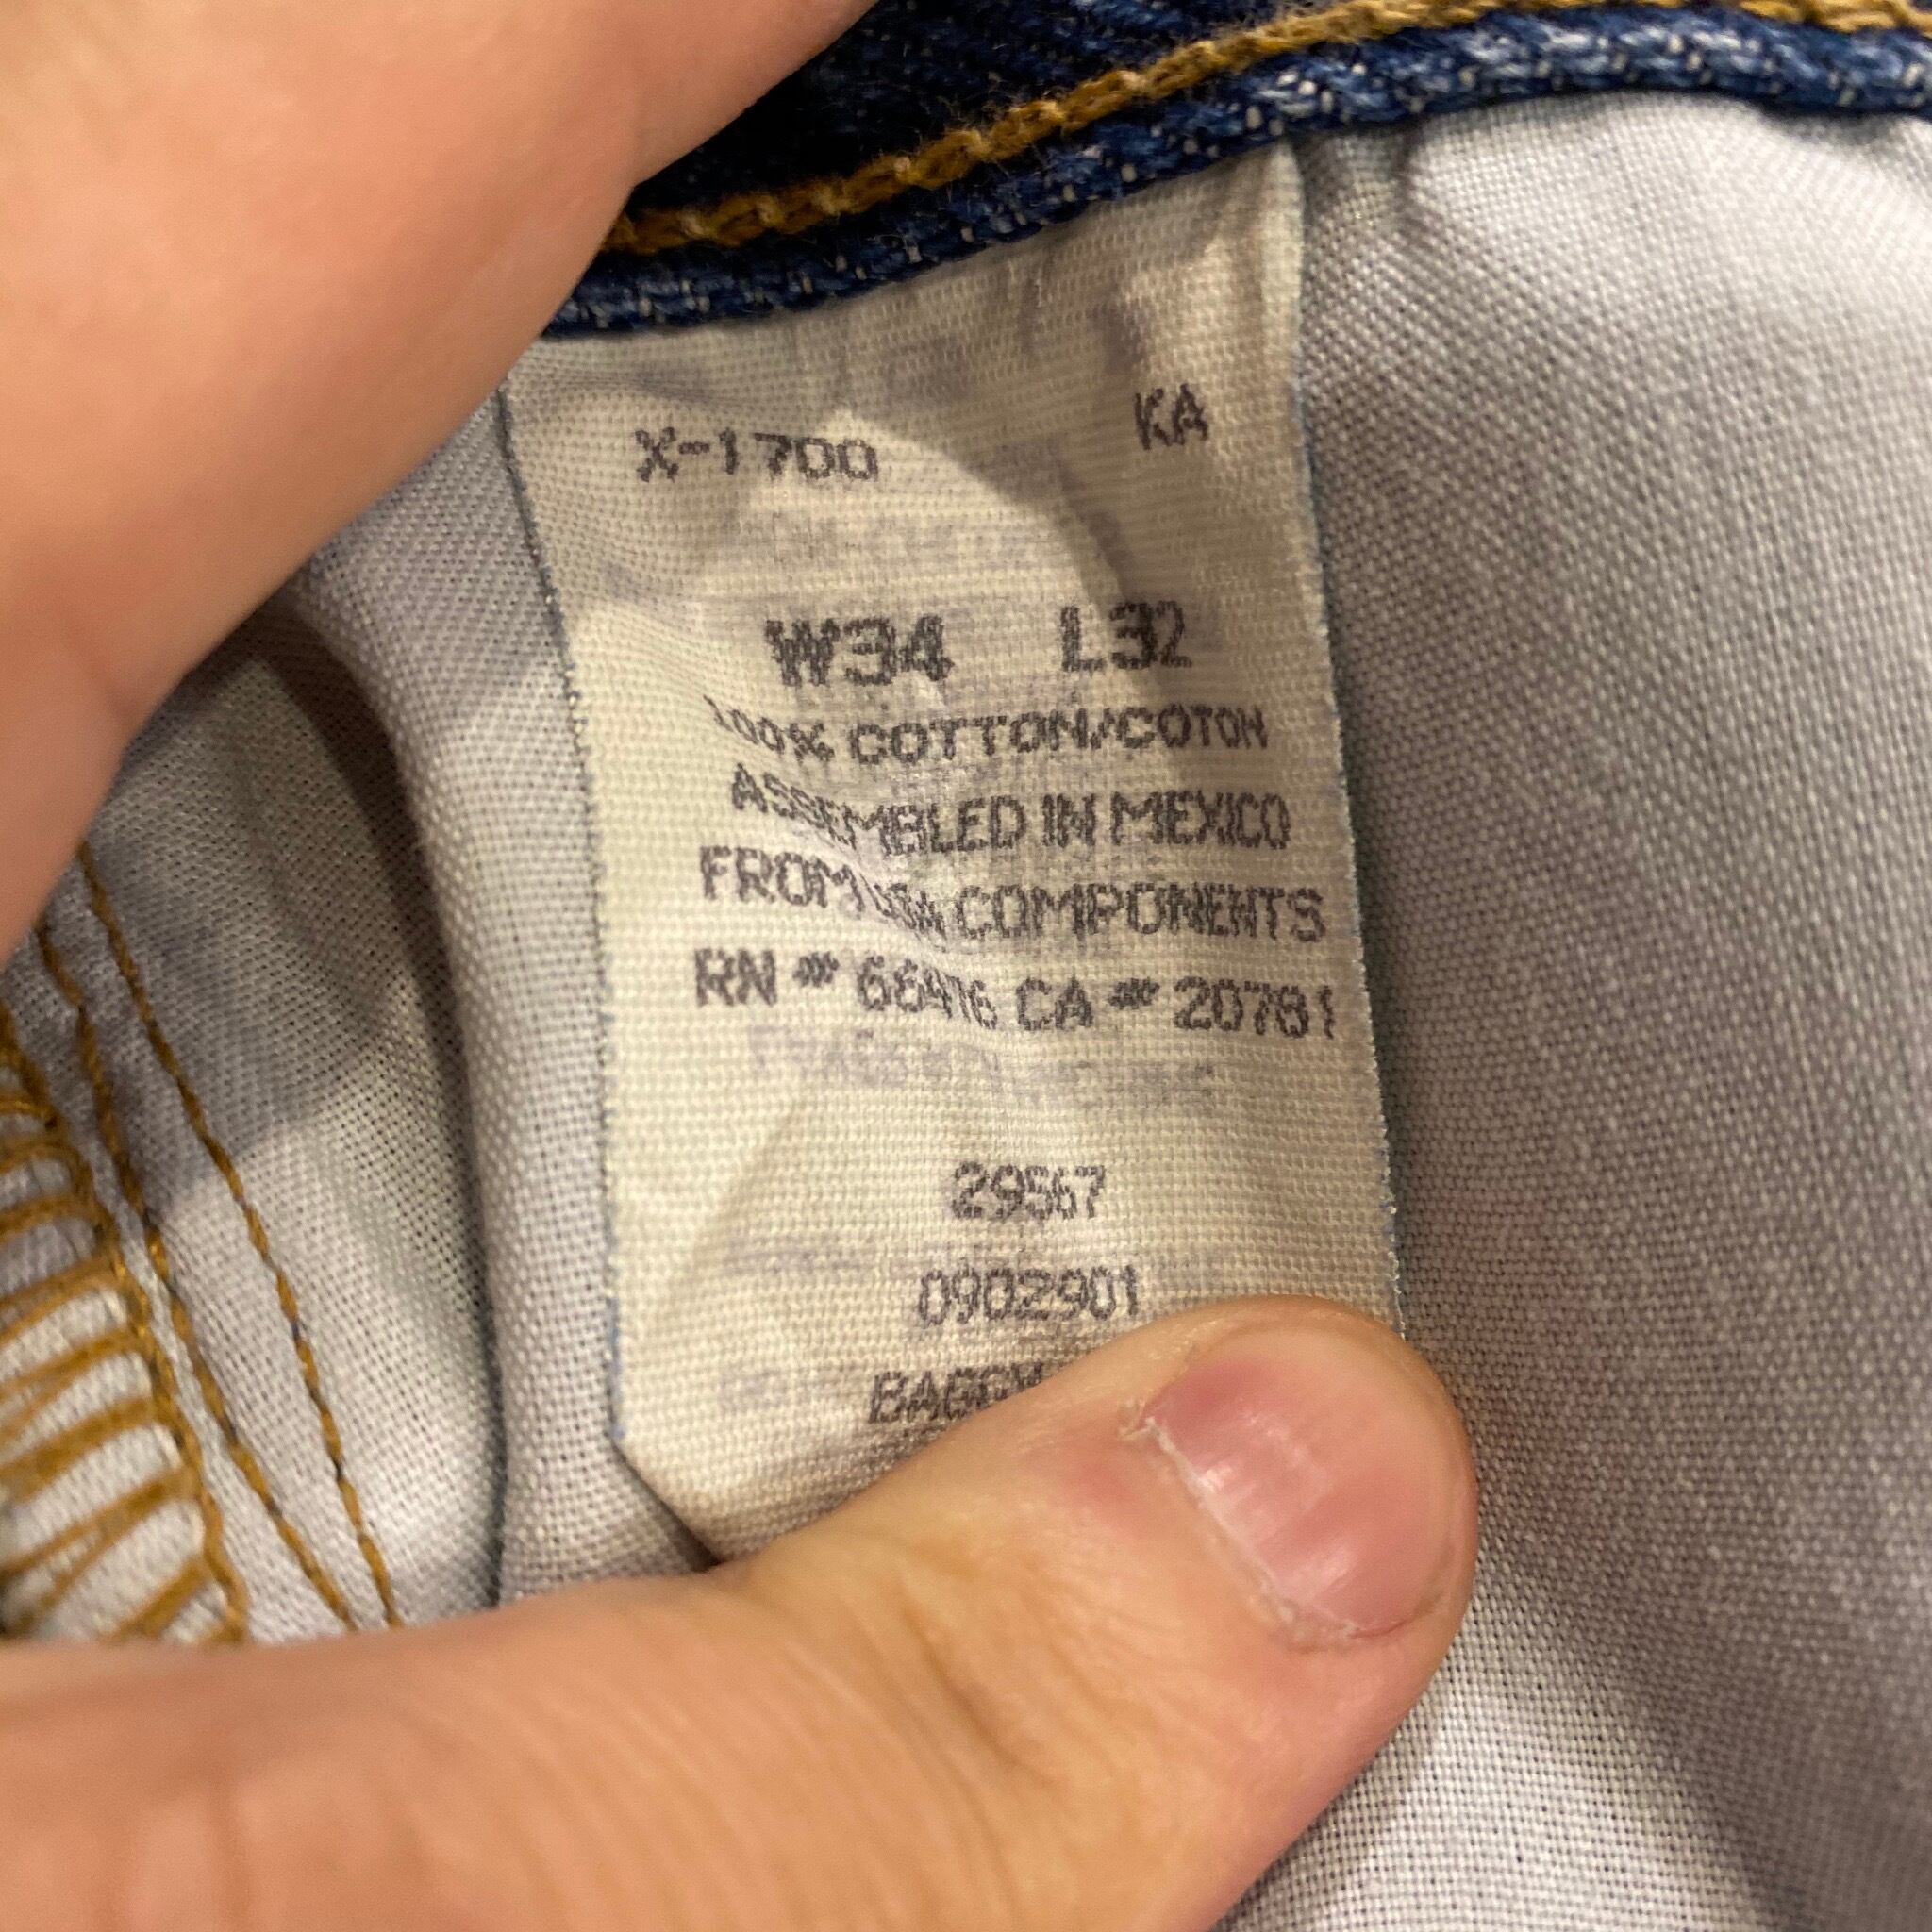 X-1700 KA
W34 L32
100% COTTON/COTON
ASSEMBLED IN MEXICO
FROM USA COMPONENTS
RN # 66476 CA # 20781
29567
0902901
BAGGY